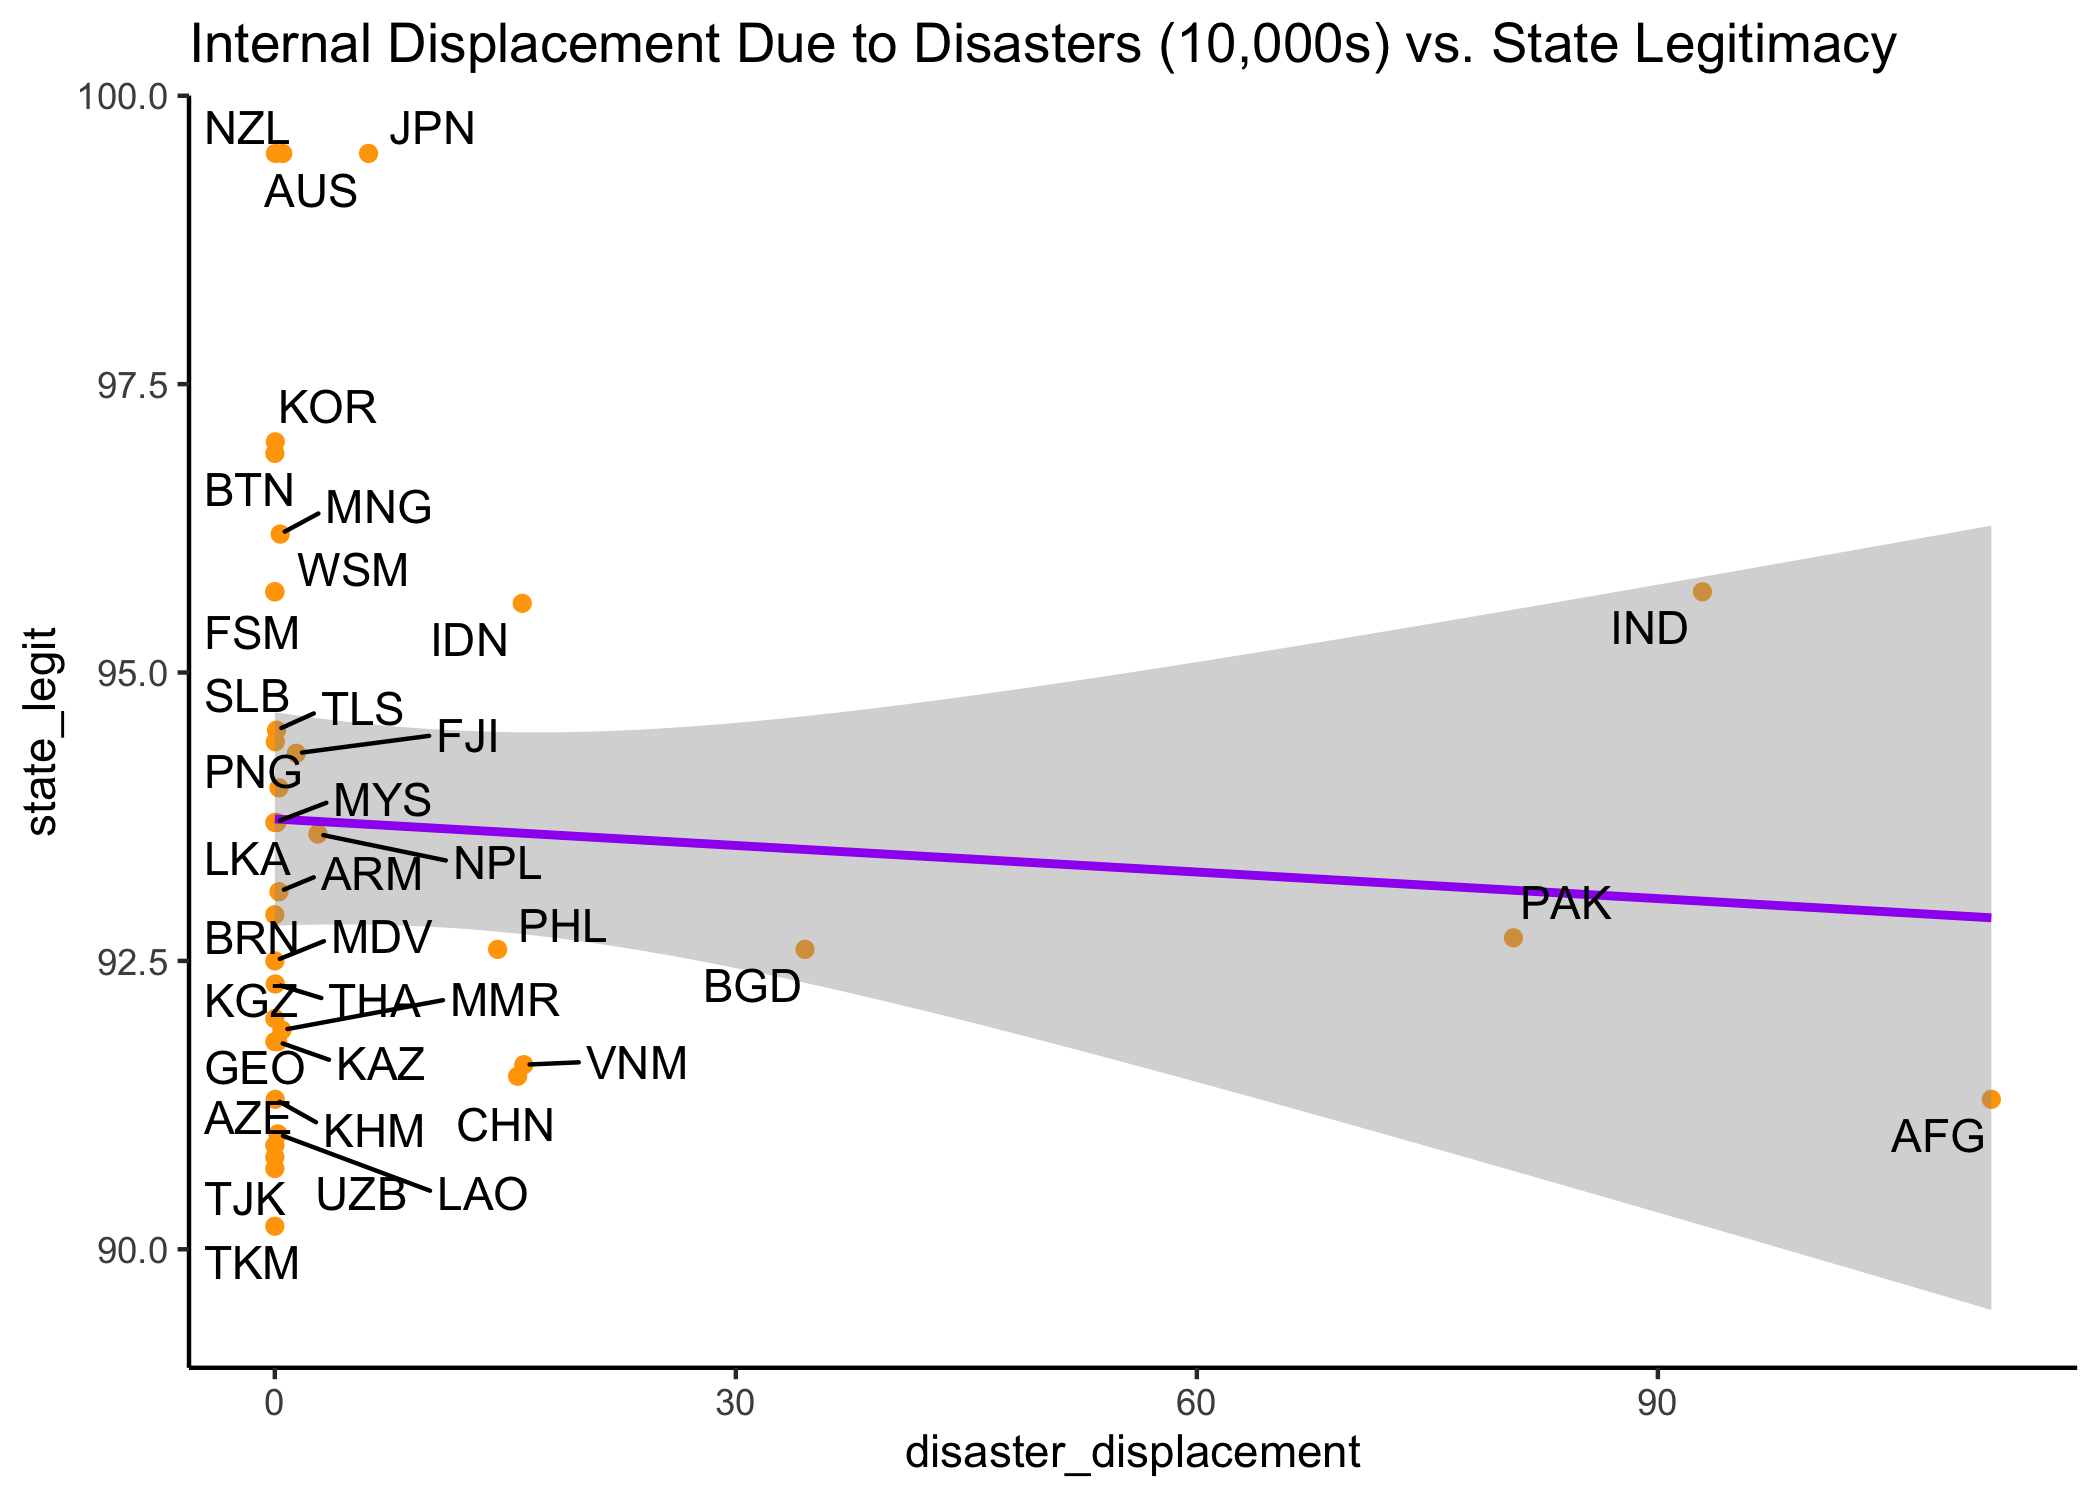 Internal Displacement Due to Disasters (10,000s) vs. State Legitimacy
100.0
NZL
JPN
AUS
97.5
KOR
BTN
MNG
WSM
IDN
IND
FSM
95.0
SLB
TLS
FJI
PNG
MYS
LKA
ARM
NPL
PAK
PHL
BRN
MDV
92.5
BGD
KGZ
THA
MMR
GEO
KAZ
VNM
AZE
KHM
CHN
AFG
TJK
UZB
LAO
90.0
TKM
state_legit
0
30
60
90
disaster_displacement